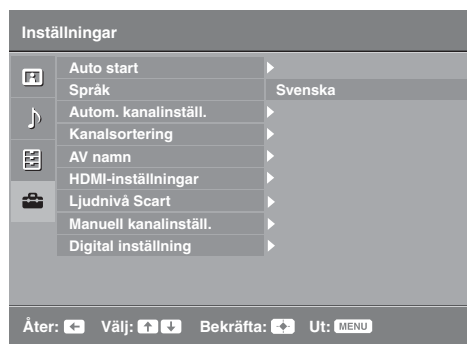 Inställningar
Auto start
Språk Svenska
Autom. kanalinställ.
Kanalsortering
AV namn
HDMI-inställningar
Ljudnivå Scart
Manuell kanalinställ.
Digital inställning
Åter: Välj: Bekräfta: Ut: MENU